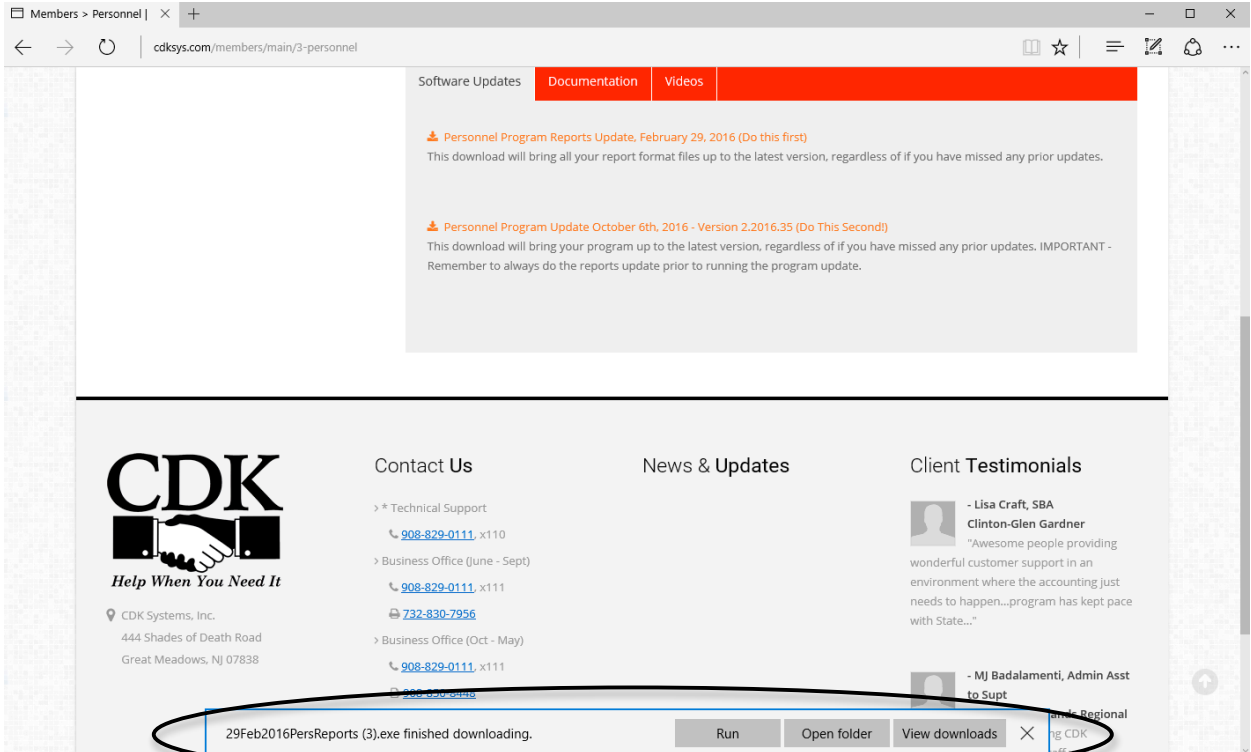 Members > Personnel |
cdksys.com/members/main/3-personnel
Software Updates Documentation Videos
Personnel Program Reports Update, February 29, 2016 (Do this first)
This download will bring all your report format files up to the latest version, regardless of if you have missed any prior updates.
Personnel Program Update October 6th, 2016 - Version 2.2016.35 (Do This Second!)
This download will bring your program up to the latest version, regardless of if you have missed any prior updates. IMPORTANT -
Remember to always do the reports update prior to running the program update.
CDK
Help When You Need It
CDK Systems, Inc.
444 Shades of Death Road
Great Meadows, NJ 07838
Contact Us
> * Technical Support
908-829-0111, x110
> Business Office (June - Sept)
908-829-0111, x111
732-830-7956
> Business Office (Oct - May)
908-829-0111, x111
News & Updates
Client Testimonials
- Lisa Craft, SBA
Clinton-Glen Gardner
"Awesome people providing
wonderful customer support in an
environment where the accounting just
needs to happen...program has kept pace
with State..."
- MJ Badalamenti, Admin Asst
to Supt
Regional
CDK
29Feb2016PersReports (3).exe finished downloading.
Run Open folder View downloads